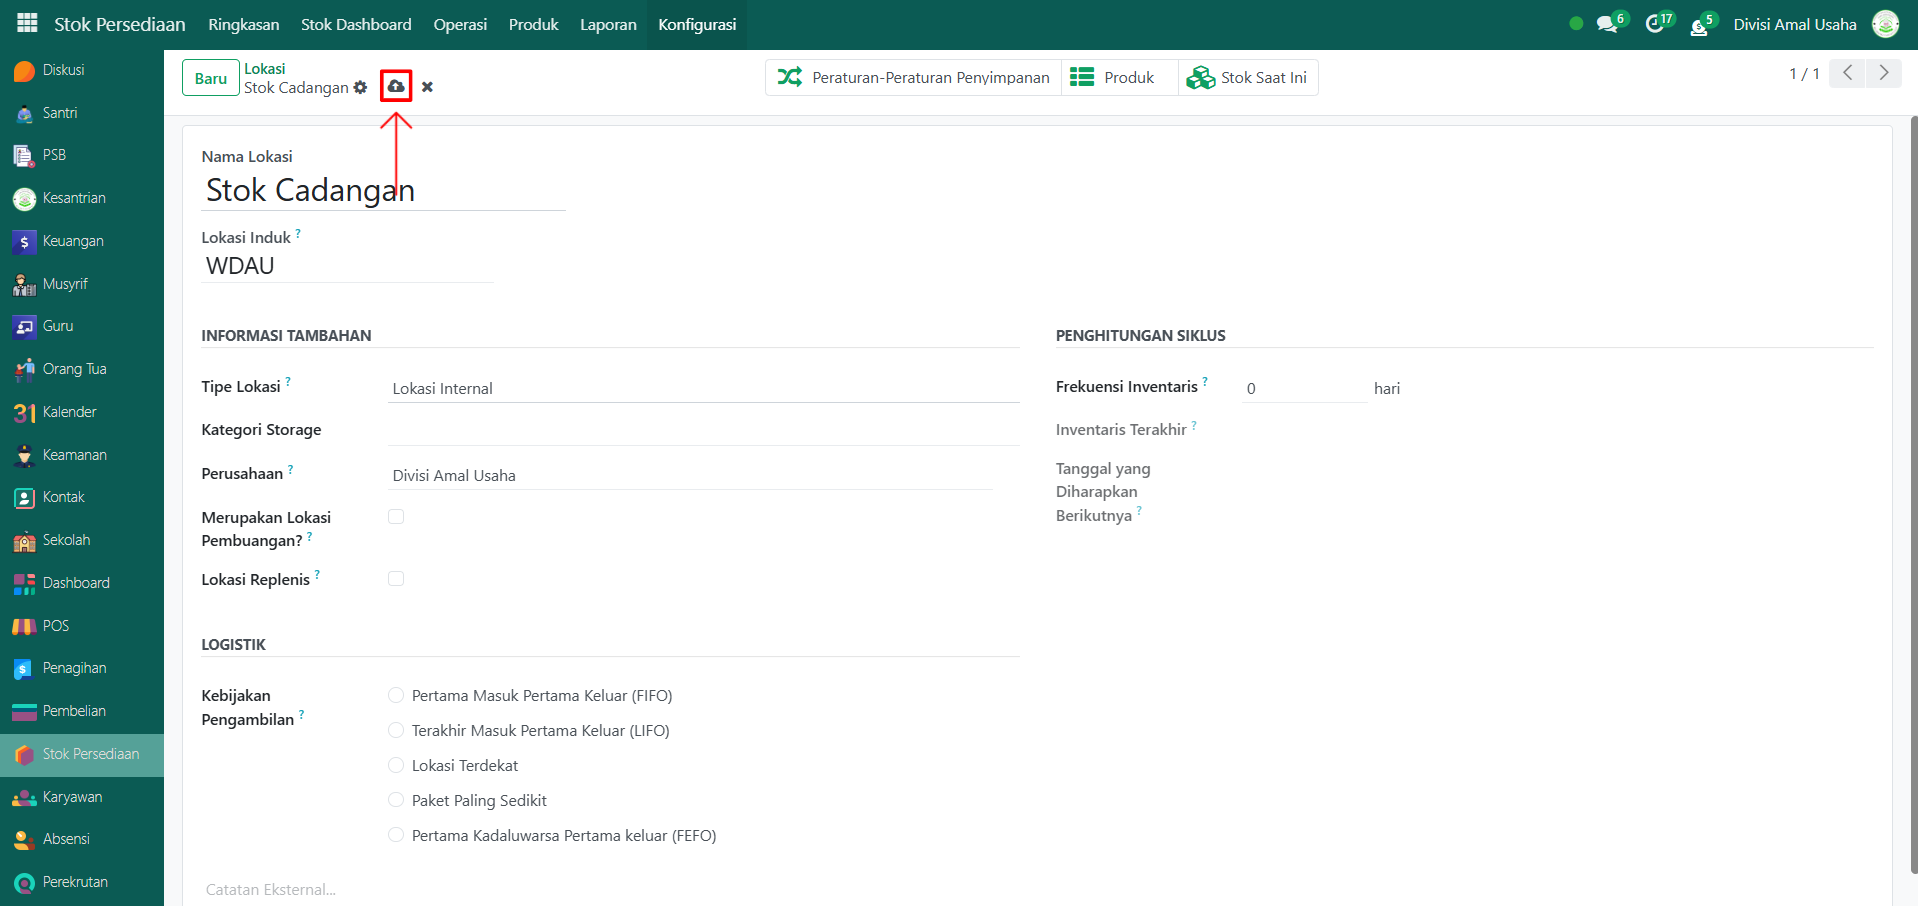 Stok Persediaan Ringkasan Stok Dashboard Operasi Produk Laporan Konfigurasi 6 17 5 Divisi Amal Usaha
Diskusi
Santri
PSB
Kesantrian
Keuangan
Musyrif
Guru
Orang Tua
31 Kalender
Keamanan
Kontak
Sekolah
Dashboard
POS
Penagihan
Pembelian
Stok Persediaan
Karyawan
Absensi
Perekrutan
Baru
Lokasi
Stok Cadangan
Peraturan-Peraturan Penyimpanan
Produk
Stok Saat Ini
1 / 1
Nama Lokasi
Stok Cadangan
Lokasi Induk ?
WDAU
INFORMASI TAMBAHAN
Tipe Lokasi ? Lokasi Internal
Kategori Storage
Perusahaan ? Divisi Amal Usaha
Merupakan Lokasi
Pembuangan? ?
Lokasi Replenis ?
PENGHITUNGAN SIKLUS
Frekuensi Inventaris ? 0 hari
Inventaris Terakhir ?
Tanggal yang
Diharapkan
Berikutnya ?
LOGISTIK
Kebijakan
Pengambilan ?
Pertama Masuk Pertama Keluar (FIFO)
Terakhir Masuk Pertama Keluar (LIFO)
Lokasi Terdekat
Paket Paling Sedikit
Pertama Kadaluwarsa Pertama keluar (FEFO)
Catatan Eksternal...